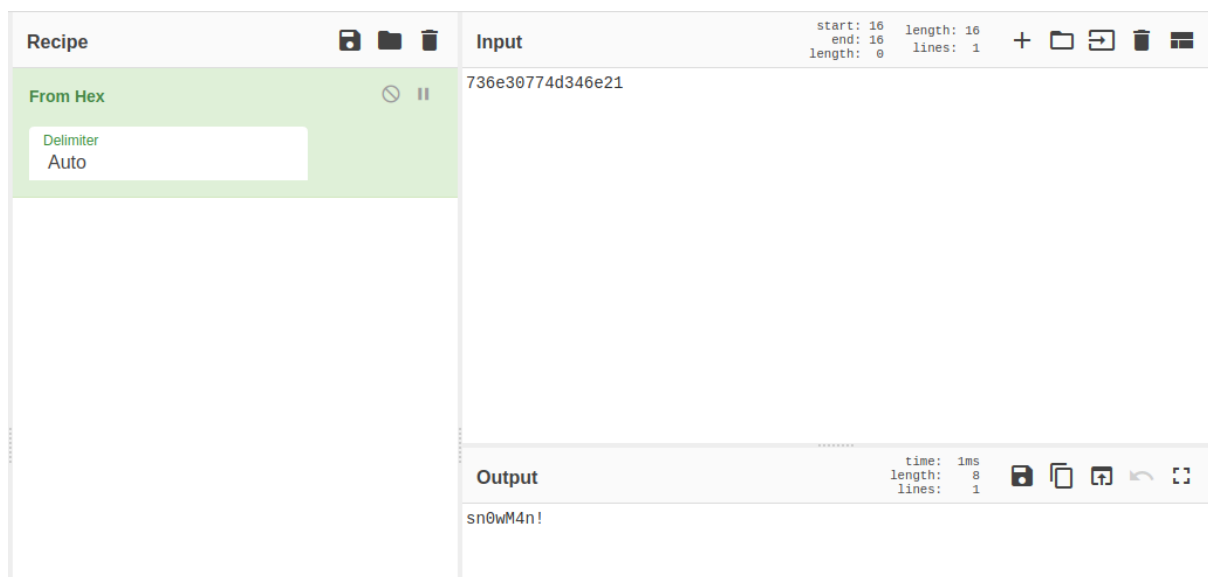 Recipe
From Hex
Delimiter
Auto
Input
start: 16
end: 16
length: 0
length: 16
lines: 1
736e30774d346e21
Output
time: 1ms
length: 8
lines: 1
sn0wM4n!